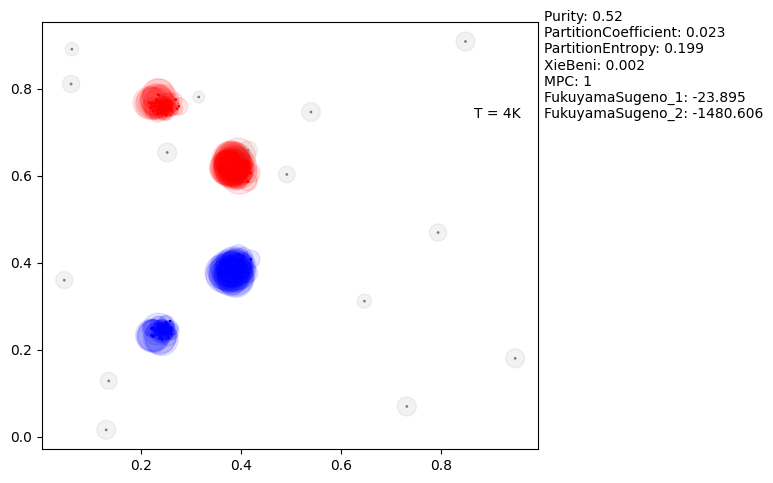 Purity: 0.52
PartitionCoefficient: 0.023
PartitionEntropy: 0.199
XieBeni: 0.002
MPC: 1
FukuyamaSugeno_1: -23.895
FukuyamaSugeno_2: -1480.606
T = 4K
0.8
0.6
0.4
0.2
0.0
0.2 0.4 0.6 0.8